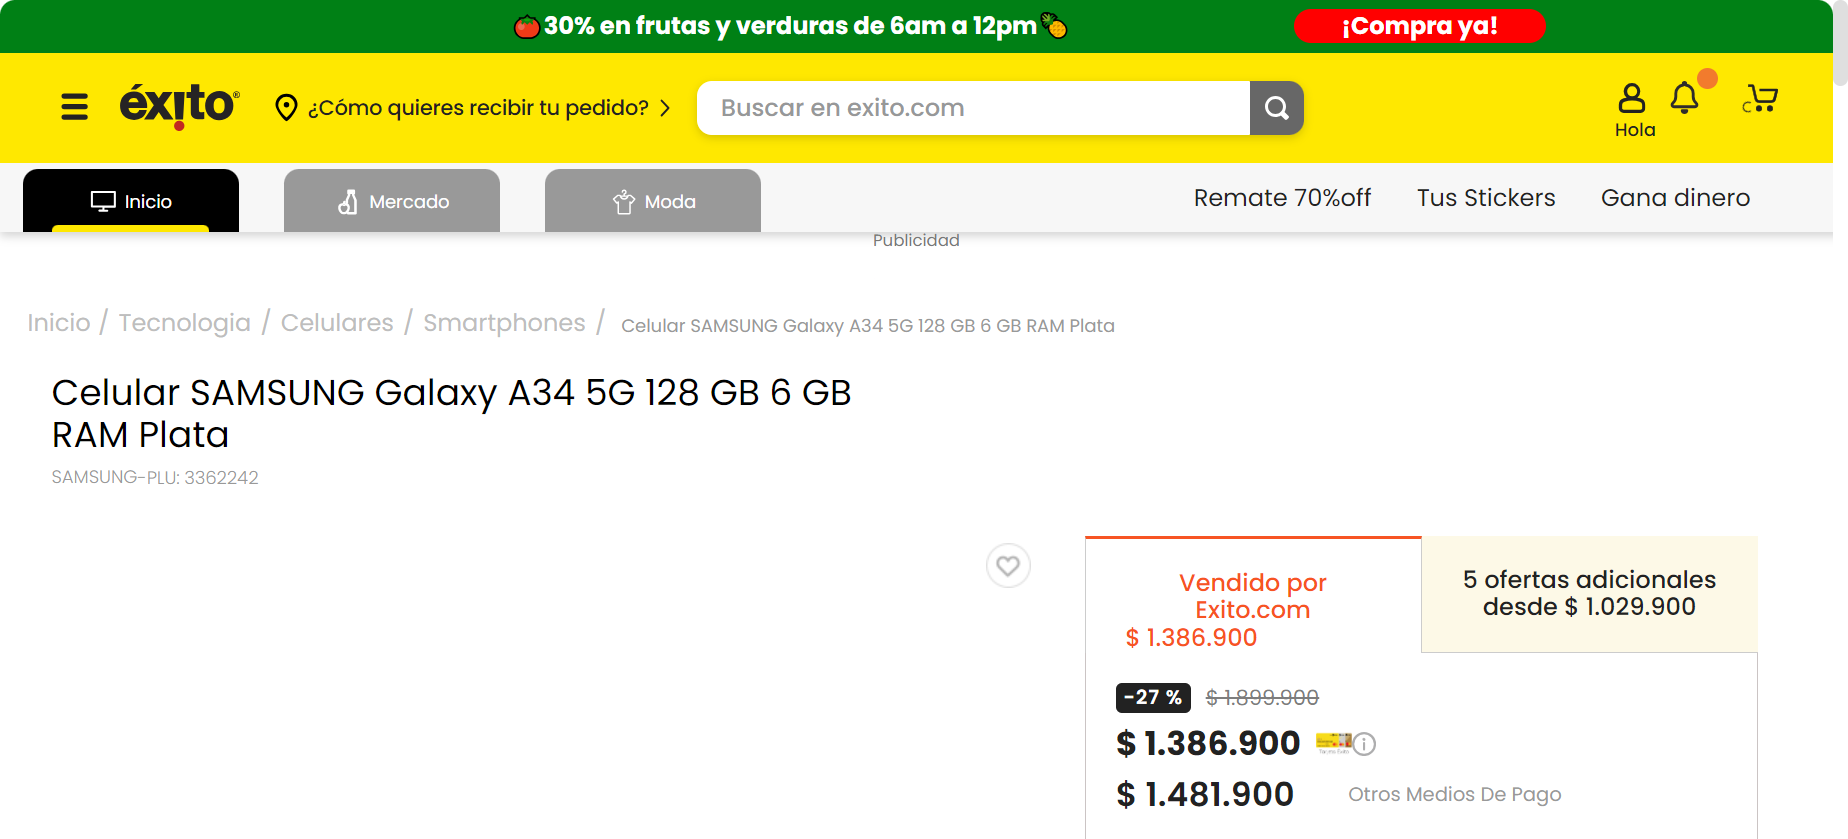 30% en frutas y verduras de 6am a 12pm
¡Compra ya!
éxito®
¿Cómo quieres recibir tu pedido?
Buscar en exito.com
Hola
Inicio
Mercado
Moda
Remate 70%off
Tus Stickers
Gana dinero
Publicidad
Inicio / Tecnologia / Celulares / Smartphones / Celular SAMSUNG Galaxy A34 5G 128 GB 6 GB RAM Plata
Celular SAMSUNG Galaxy A34 5G 128 GB 6 GB
RAM Plata
SAMSUNG-PLU: 3362242
Vendido por
Exito.com
$ 1.386.900
5 ofertas adicionales
desde $ 1.029.900
-27 % $ 1.899.900
$ 1.386.900
$ 1.481.900 Otros Medios De Pago